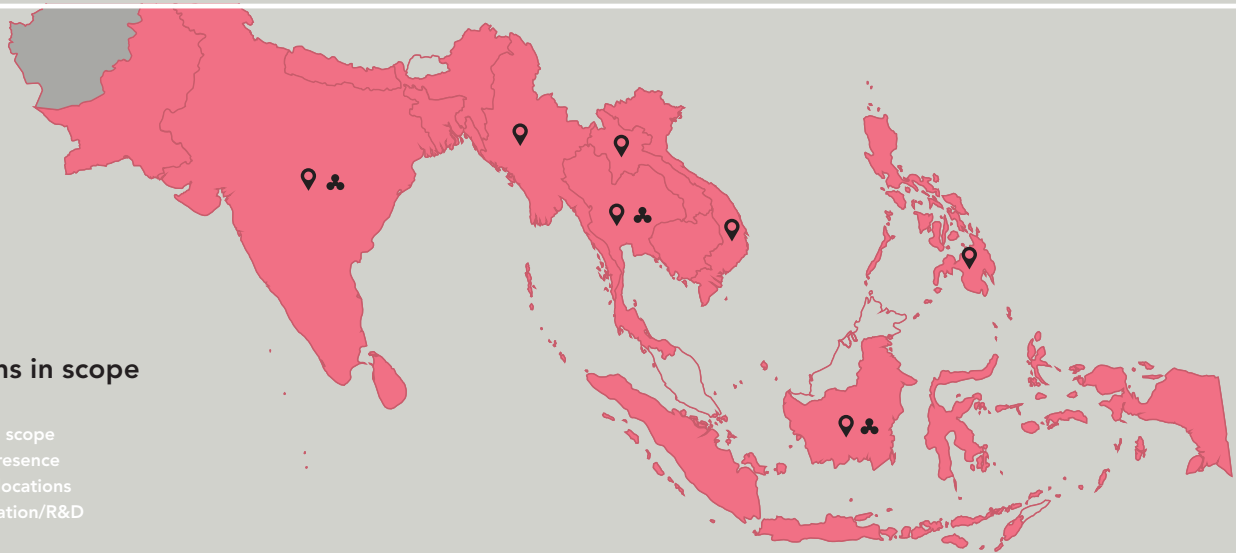 ns in scope
scope
resence
ocations
ation/R&D